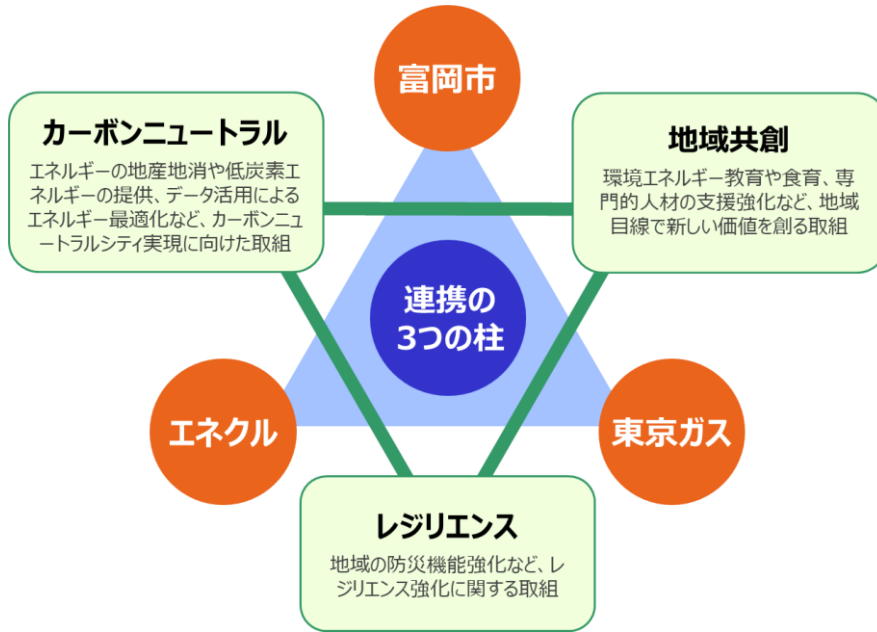 富岡市
カーボンニュートラル
エネルギーの地産地消や低炭素エ
ネルギーの提供、データ活用による
エネルギー最適化など、カーボンニュ
ートラルシティ実現に向けた取組
地域共創
環境エネルギー教育や食育、専
門的人材の支援強化など、地域
目線で新しい価値を創る取組
連携の
3つの柱
エネクル
東京ガス
レジリエンス
地域の防災機能強化など、レ
ジリエンス強化に関する取組